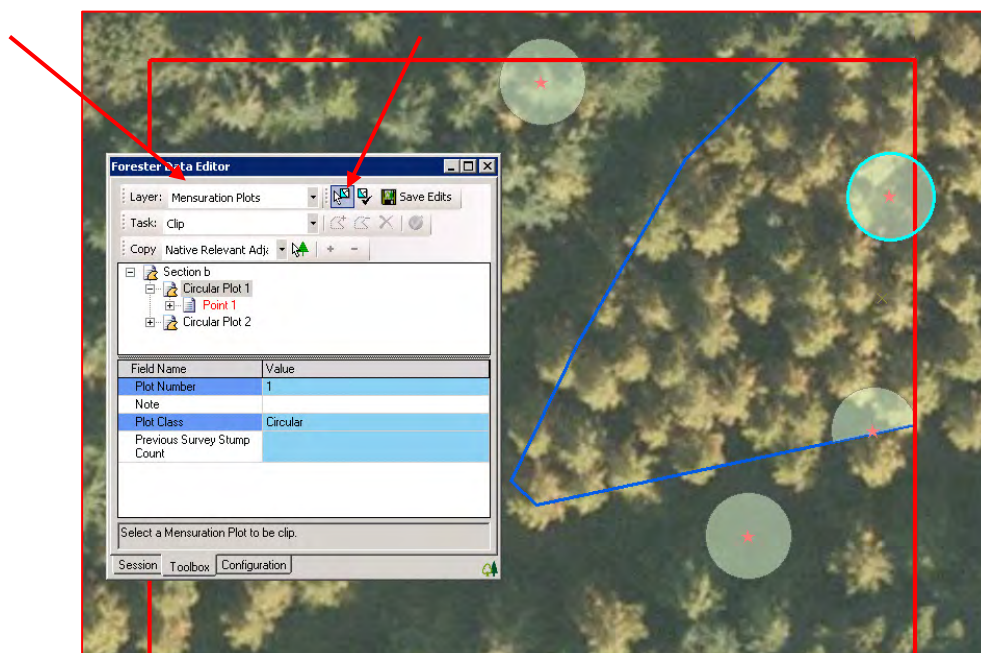 Forester Data Editor
Layer: Mensuration Plots Save Edits
Task: Clip
Copy Native Relevant Adj
Section b
Circular Plot 1
Point 1
Circular Plot 2
Field Name Value
Plot Number 1
Note
Plot Class Circular
Previous Survey Stump
Count
Select a Mensuration Plot to be clip.
Session Toolbox Configuration